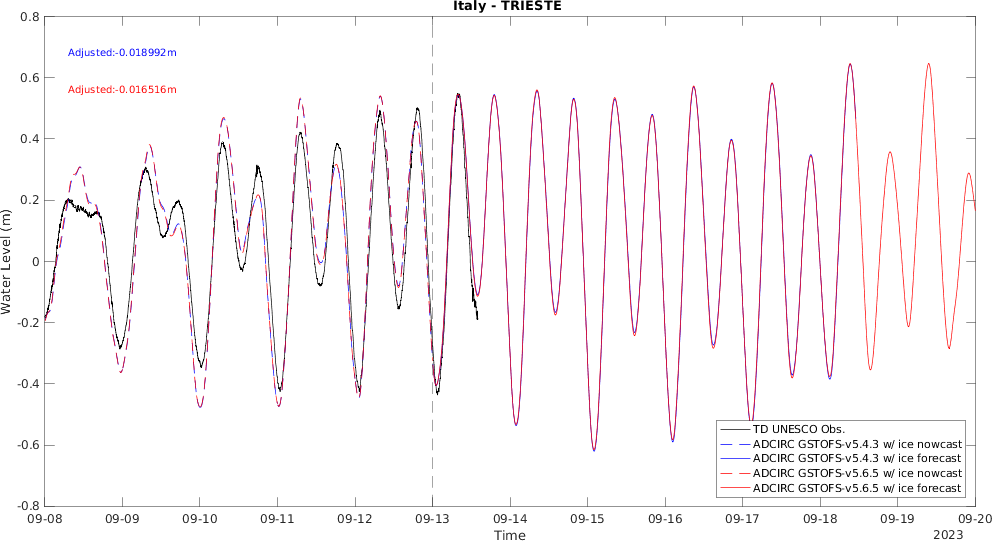 Italy - TRIESTE
Adjusted:-0.018992m
Adjusted:-0.016516m
Water Level (m)
0.8
0.6
0.4
0.2
0
-0.2
-0.4
-0.6
-0.8
TD UNESCO Obs.
ADCIRC GSTOFS-v5.4.3 w/ ice nowcast
ADCIRC GSTOFS-v5.4.3 w/ ice forecast
ADCIRC GSTOFS-v5.6.5 w/ ice nowcast
ADCIRC GSTOFS-v5.6.5 w/ ice forecast
09-08 09-09 09-10 09-11 09-12 09-13 09-14 09-15 09-16 09-17 09-18 09-19 09-20
Time
2023